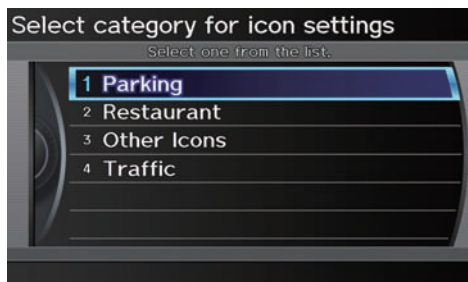 Select category for icon settings
Select one from the list.
1 Parking
2 Restaurant
3 Other Icons
4 Traffic